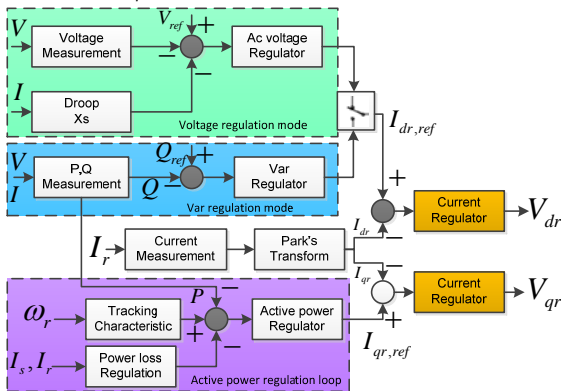 V
Voltage
Measurement
V_ref
+
−
−
Ac voltage
Regulator
I
Droop
Xs
Voltage regulation mode
I_dr,ref
V
I
P,Q
Measurement
Q_ref
+
Q
−
Var
Regulator
Var regulation mode
+
−
Current
Regulator
V_dr
I_r
Current
Measurement
Park's
Transform
I_dr
I_qr
−
+
Current
Regulator
V_qr
I_qr,ref
ω_r
Tracking
Characteristic
P
−
+
−
Active power
Regulator
I_s, I_r
Power loss
Regulation
Active power regulation loop